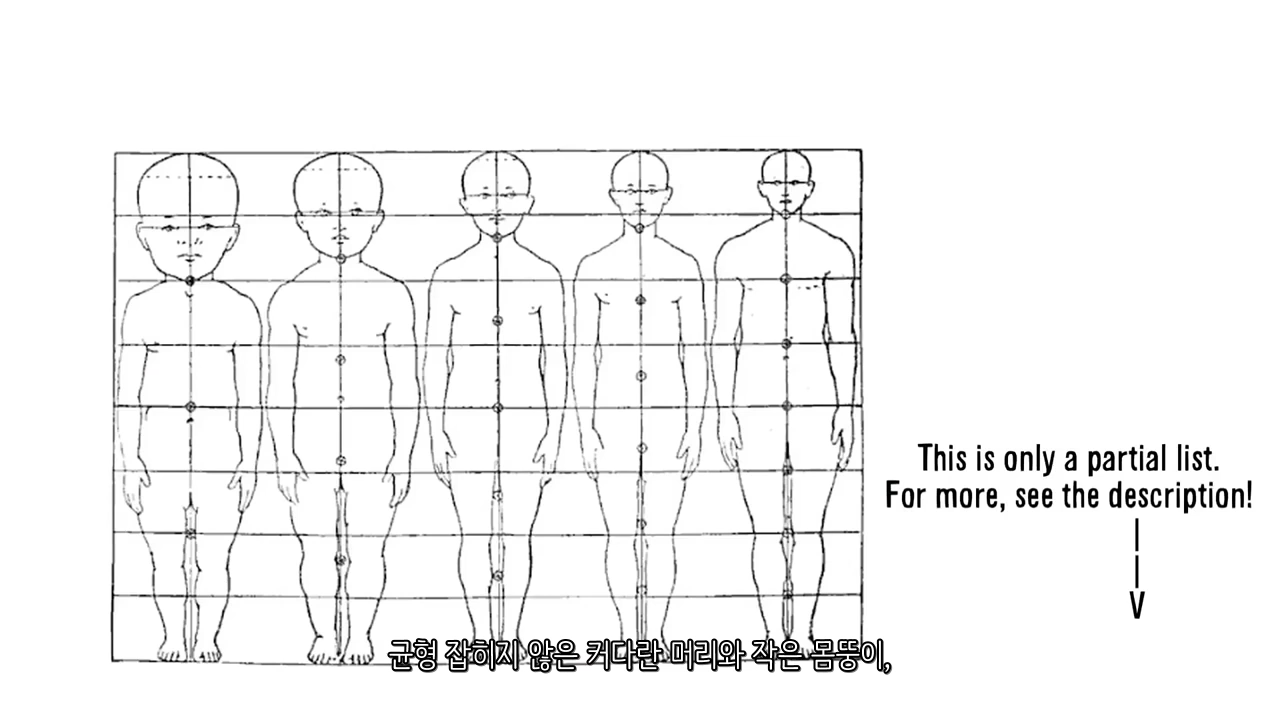 This is only a partial list.
For more, see the description!
균형 잡히지 않은 커다란 머리와 작은 몸뚱이,